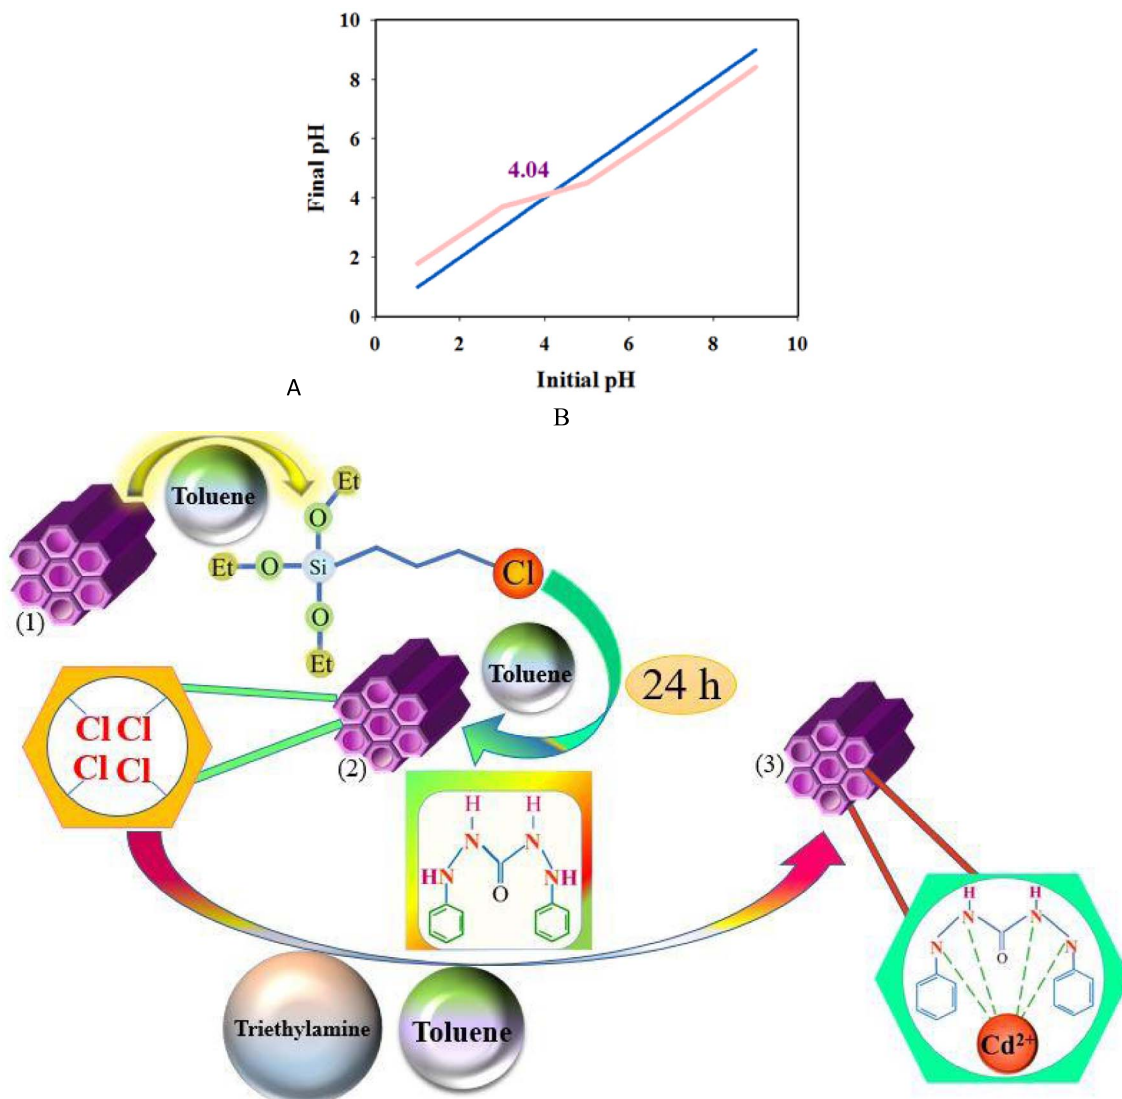 10
8
6
4
2
0
Final pH
4.04
0
2
4
6
8
10
Initial pH
A
B
Toluene
Et
O
Et
O
Si
Cl
O
Et
(1)
Toluene
24 h
Cl Cl
Cl Cl
(2)
(3)
H
H
N
N
HN
NH
O
H
H
N
N
N
N
O
Cd²⁺
Triethylamine
Toluene